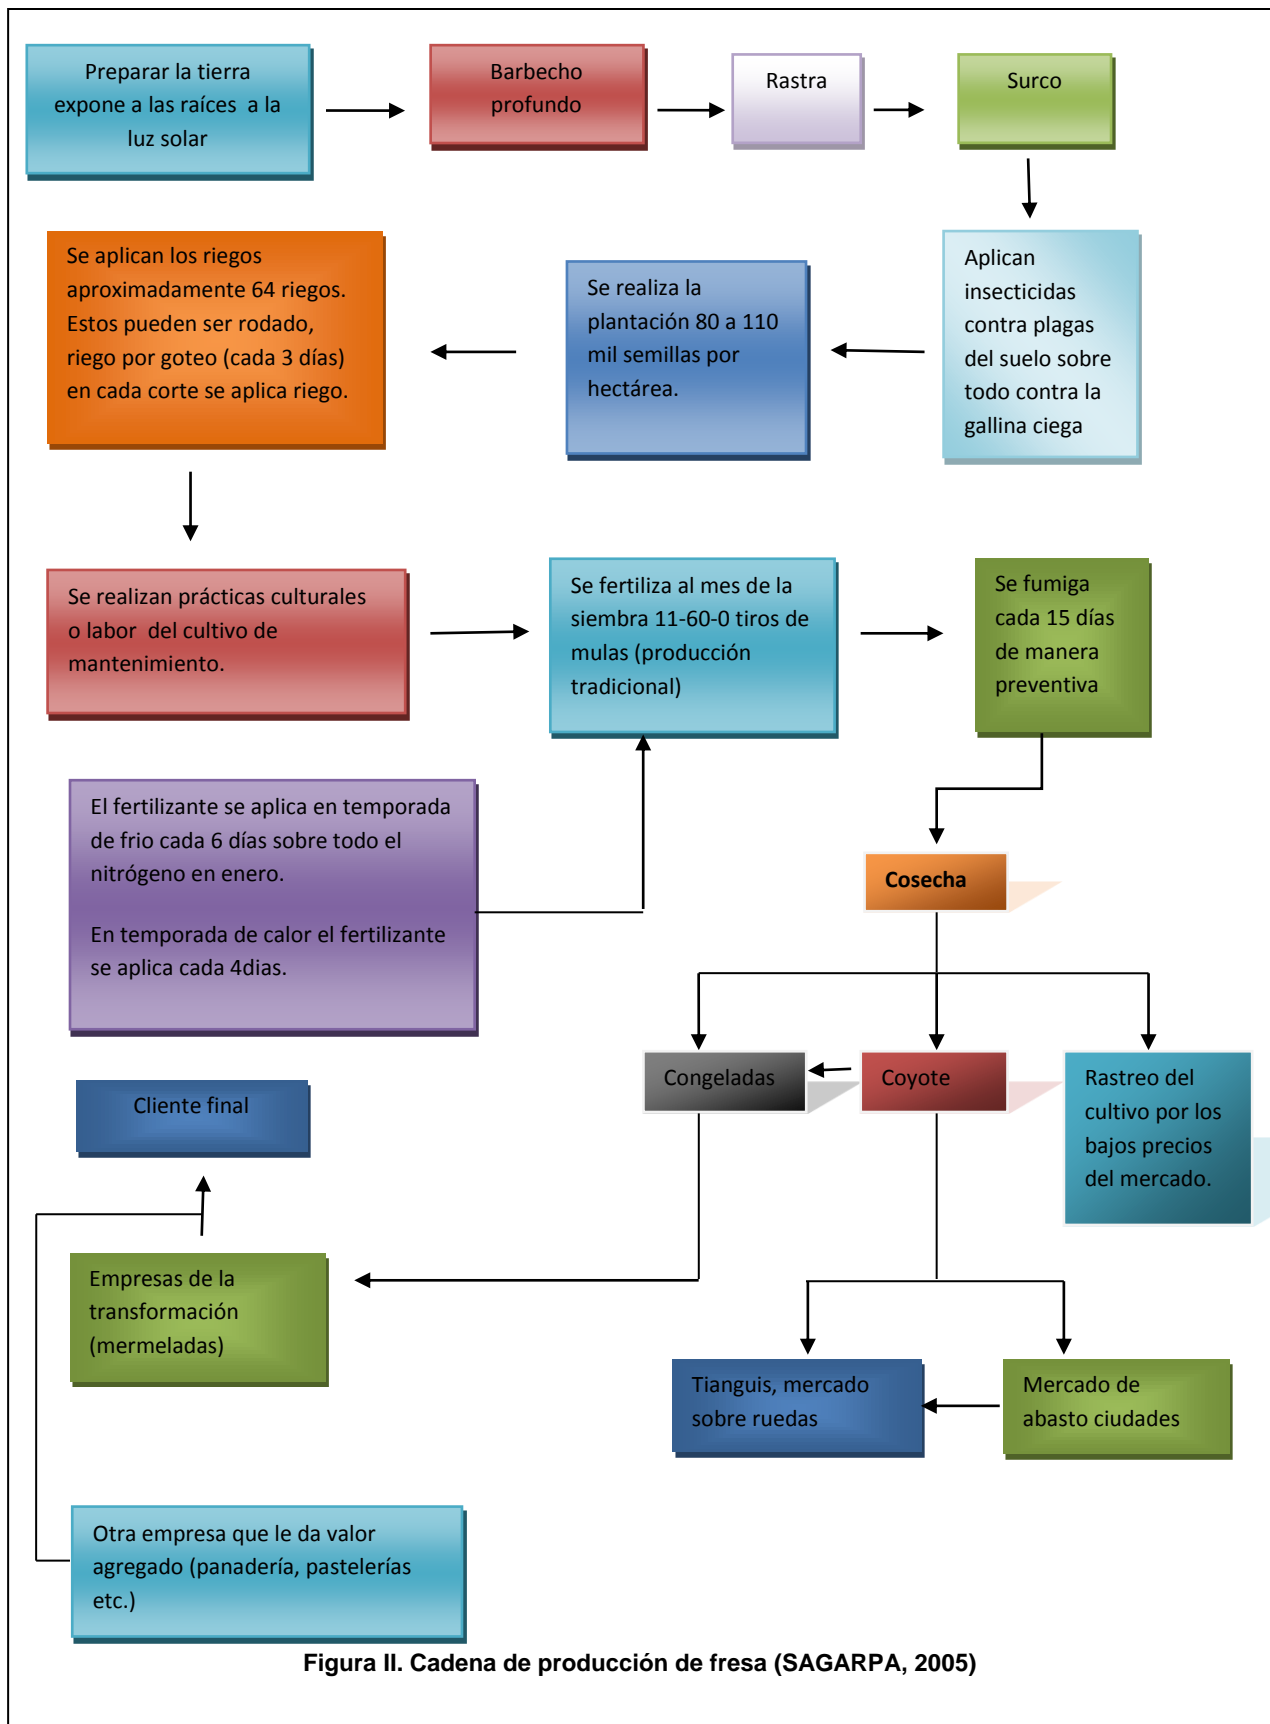 Preparar la tierra
expone a las raíces  a la
luz solar
Barbecho
profundo
Rastra
Surco
Se aplican los riegos
aproximadamente 64 riegos.
Estos pueden ser rodado,
riego por goteo (cada 3 días)
en cada corte se aplica riego.
Se realiza la
plantación 80 a 110
mil semillas por
hectárea.
Aplican
insecticidas
contra plagas
del suelo sobre
todo contra la
gallina ciega
Se realizan prácticas culturales
o labor  del cultivo de
mantenimiento.
Se fertiliza al mes de la
siembra 11-60-0 tiros de
mulas (producción
tradicional)
Se fumiga
cada 15 días
de manera
preventiva
El fertilizante se aplica en temporada
de frio cada 6 días sobre todo el
nitrógeno en enero.
En temporada de calor el fertilizante
se aplica cada 4dias.
Cosecha
Congeladas
Coyote
Rastreo del
cultivo por los
bajos precios
del mercado.
Cliente final
Empresas de la
transformación
(mermeladas)
Tianguis, mercado
sobre ruedas
Mercado de
abasto ciudades
Otra empresa que le da valor
agregado (panadería, pastelerías
etc.)
Figura II. Cadena de producción de fresa (SAGARPA, 2005)